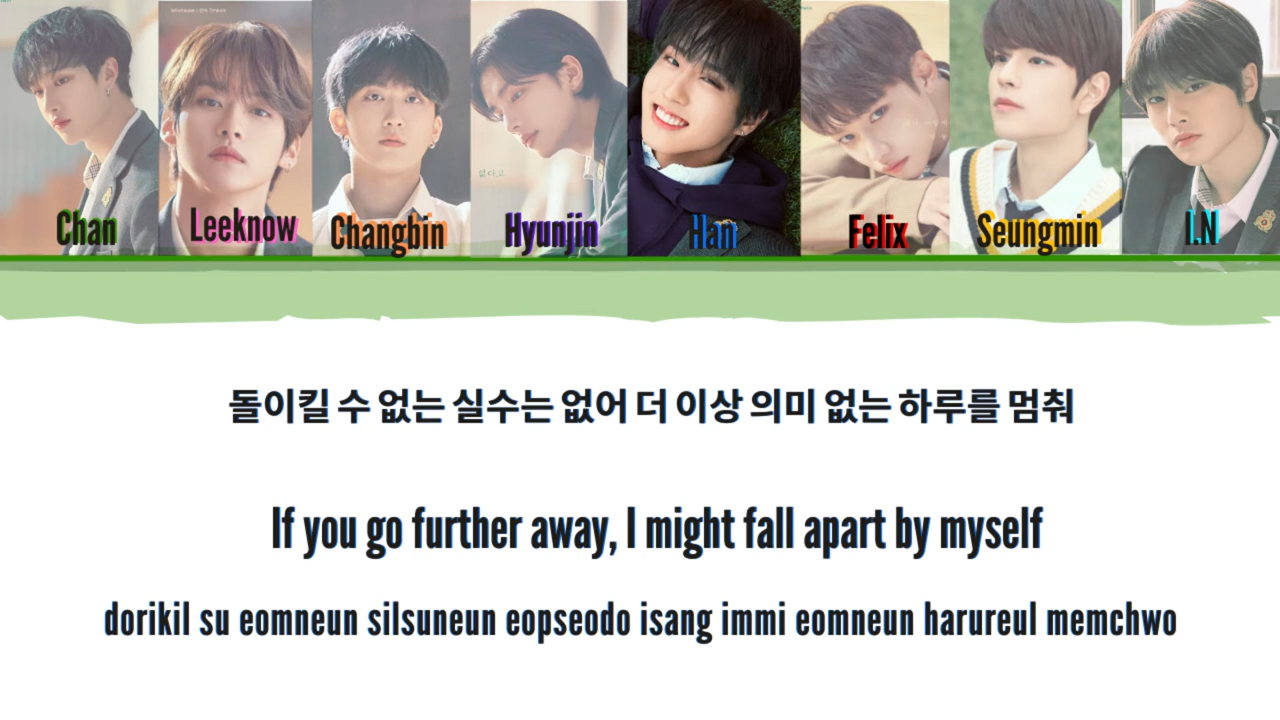 Chan Leeknow Changbin Hyunjin Han Felix Seungmin I.N
돌이킬 수 없는 실수는 없어 더 이상 의미 없는 하루를 멈춰
If you go further away, I might fall apart by myself
dorikil su eomneun silsuneun eopseodo isang immi eomneun harureul memchwo